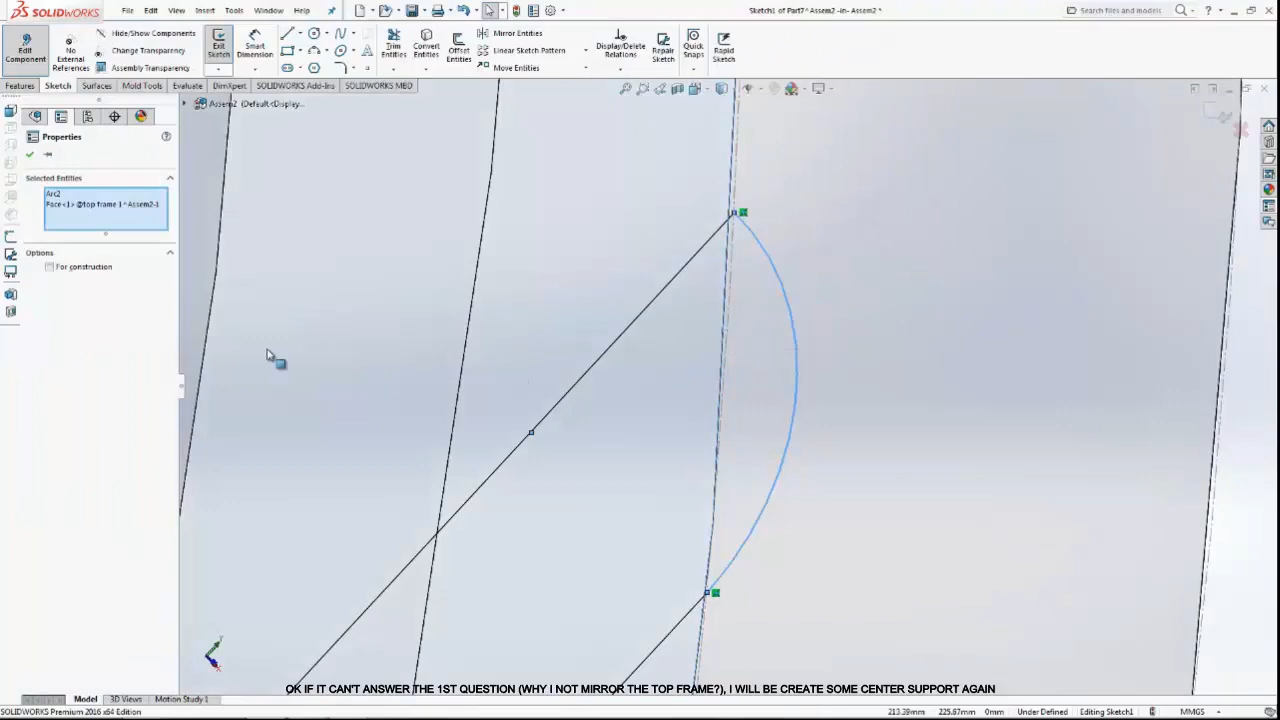 SOLIDWORKS
File Edit View Insert Tools Window Help
Sketch1 of Part7^Assem2 -in- Assem2 *
Search files and models
Edit Component
No External References
Hide/Show Components
Change Transparency
Assembly Transparency
Exit Sketch
Smart Dimension
Trim Entities
Convert Entities
Offset Entities
Mirror Entities
Linear Sketch Pattern
Move Entities
Display/Delete Relations
Repair Sketch
Quick Snaps
Rapid Sketch
Features Sketch Surfaces Mold Tools DimXpert SOLIDWORKS Add-Ins SOLIDWORKS MBD
Assem2 (Default<Display...
Properties
Selected Entities
Arc2
Face<1>@top frame 1^Assem2-1
Options
For construction
Model 3D Views Motion Study 1
OK IF IT CAN'T ANSWER THE 1ST QUESTION (WHY I NOT MIRROR THE TOP FRAME?), I WILL BE CREATE SOME CENTER SUPPORT AGAIN
SOLIDWORKS Premium 2016 x64 Edition
213.39mm 225.87mm 0mm Under Defined Editing Sketch1 MMGS